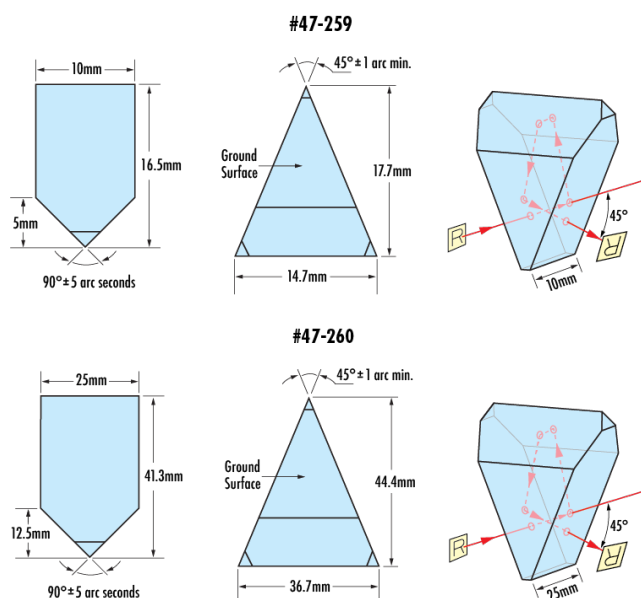 #47-259
10mm
5mm
16.5mm
90°± 5 arc seconds
45°± 1 arc min.
Ground
Surface
17.7mm
14.7mm
R
R
45°
10mm
#47-260
25mm
12.5mm
41.3mm
90°± 5 arc seconds
45°± 1 arc min.
Ground
Surface
44.4mm
36.7mm
R
R
45°
25mm